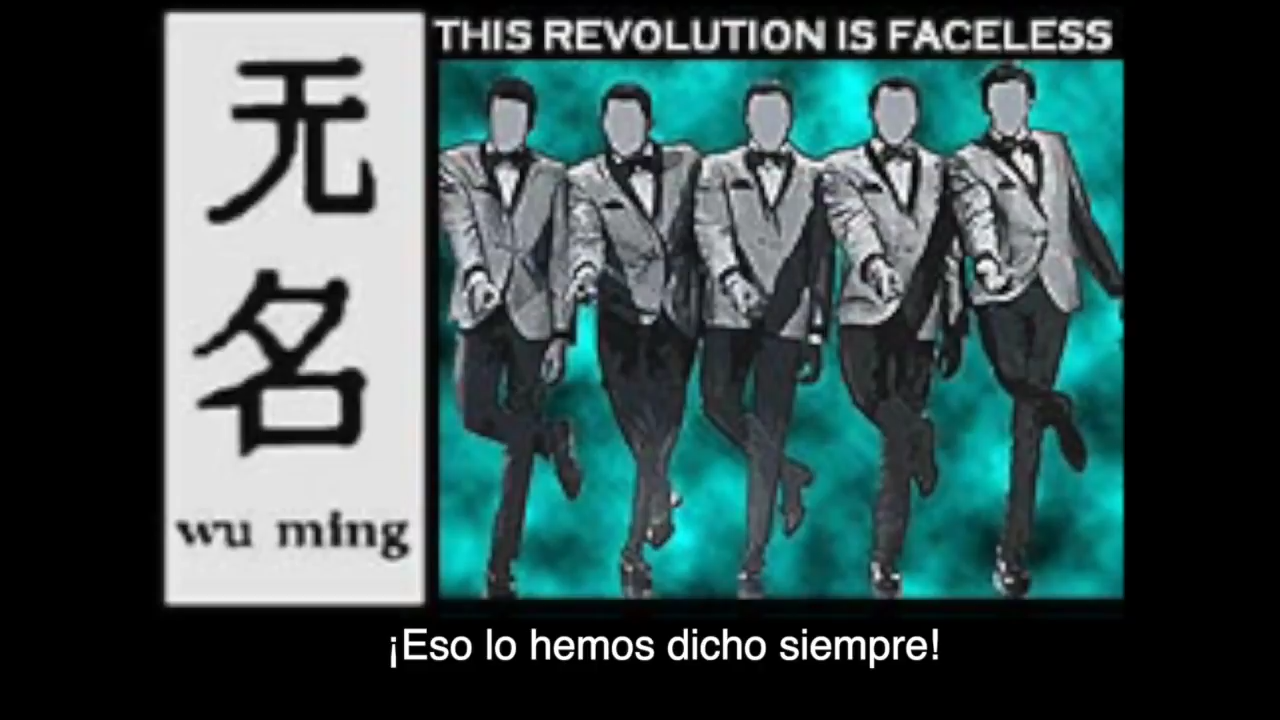 无
名
wu ming
THIS REVOLUTION IS FACELESS
¡Eso lo hemos dicho siempre!